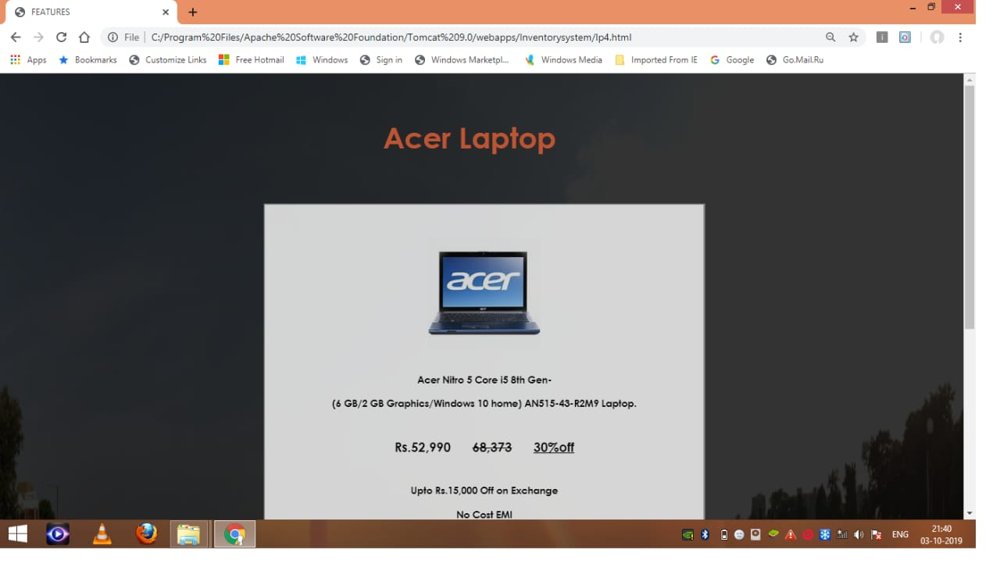 FEATURES
File C:/Program%20Files/Apache%20Software%20Foundation/Tomcat%209.0/webapps/Inventorysystem/lp4.html
Apps Bookmarks Customize Links Free Hotmail Windows Sign in Windows Marketpl... Windows Media Imported From IE Google Go.Mail.Ru
Acer Laptop
acer
acer
Acer Nitro 5 Core i5 8th Gen-
(6 GB/2 GB Graphics/Windows 10 home) AN515-43-R2M9 Laptop.
Rs.52,990 68,373 30%off
Upto Rs.15,000 Off on Exchange
No Cost EMI
ENG 21:40
03-10-2019